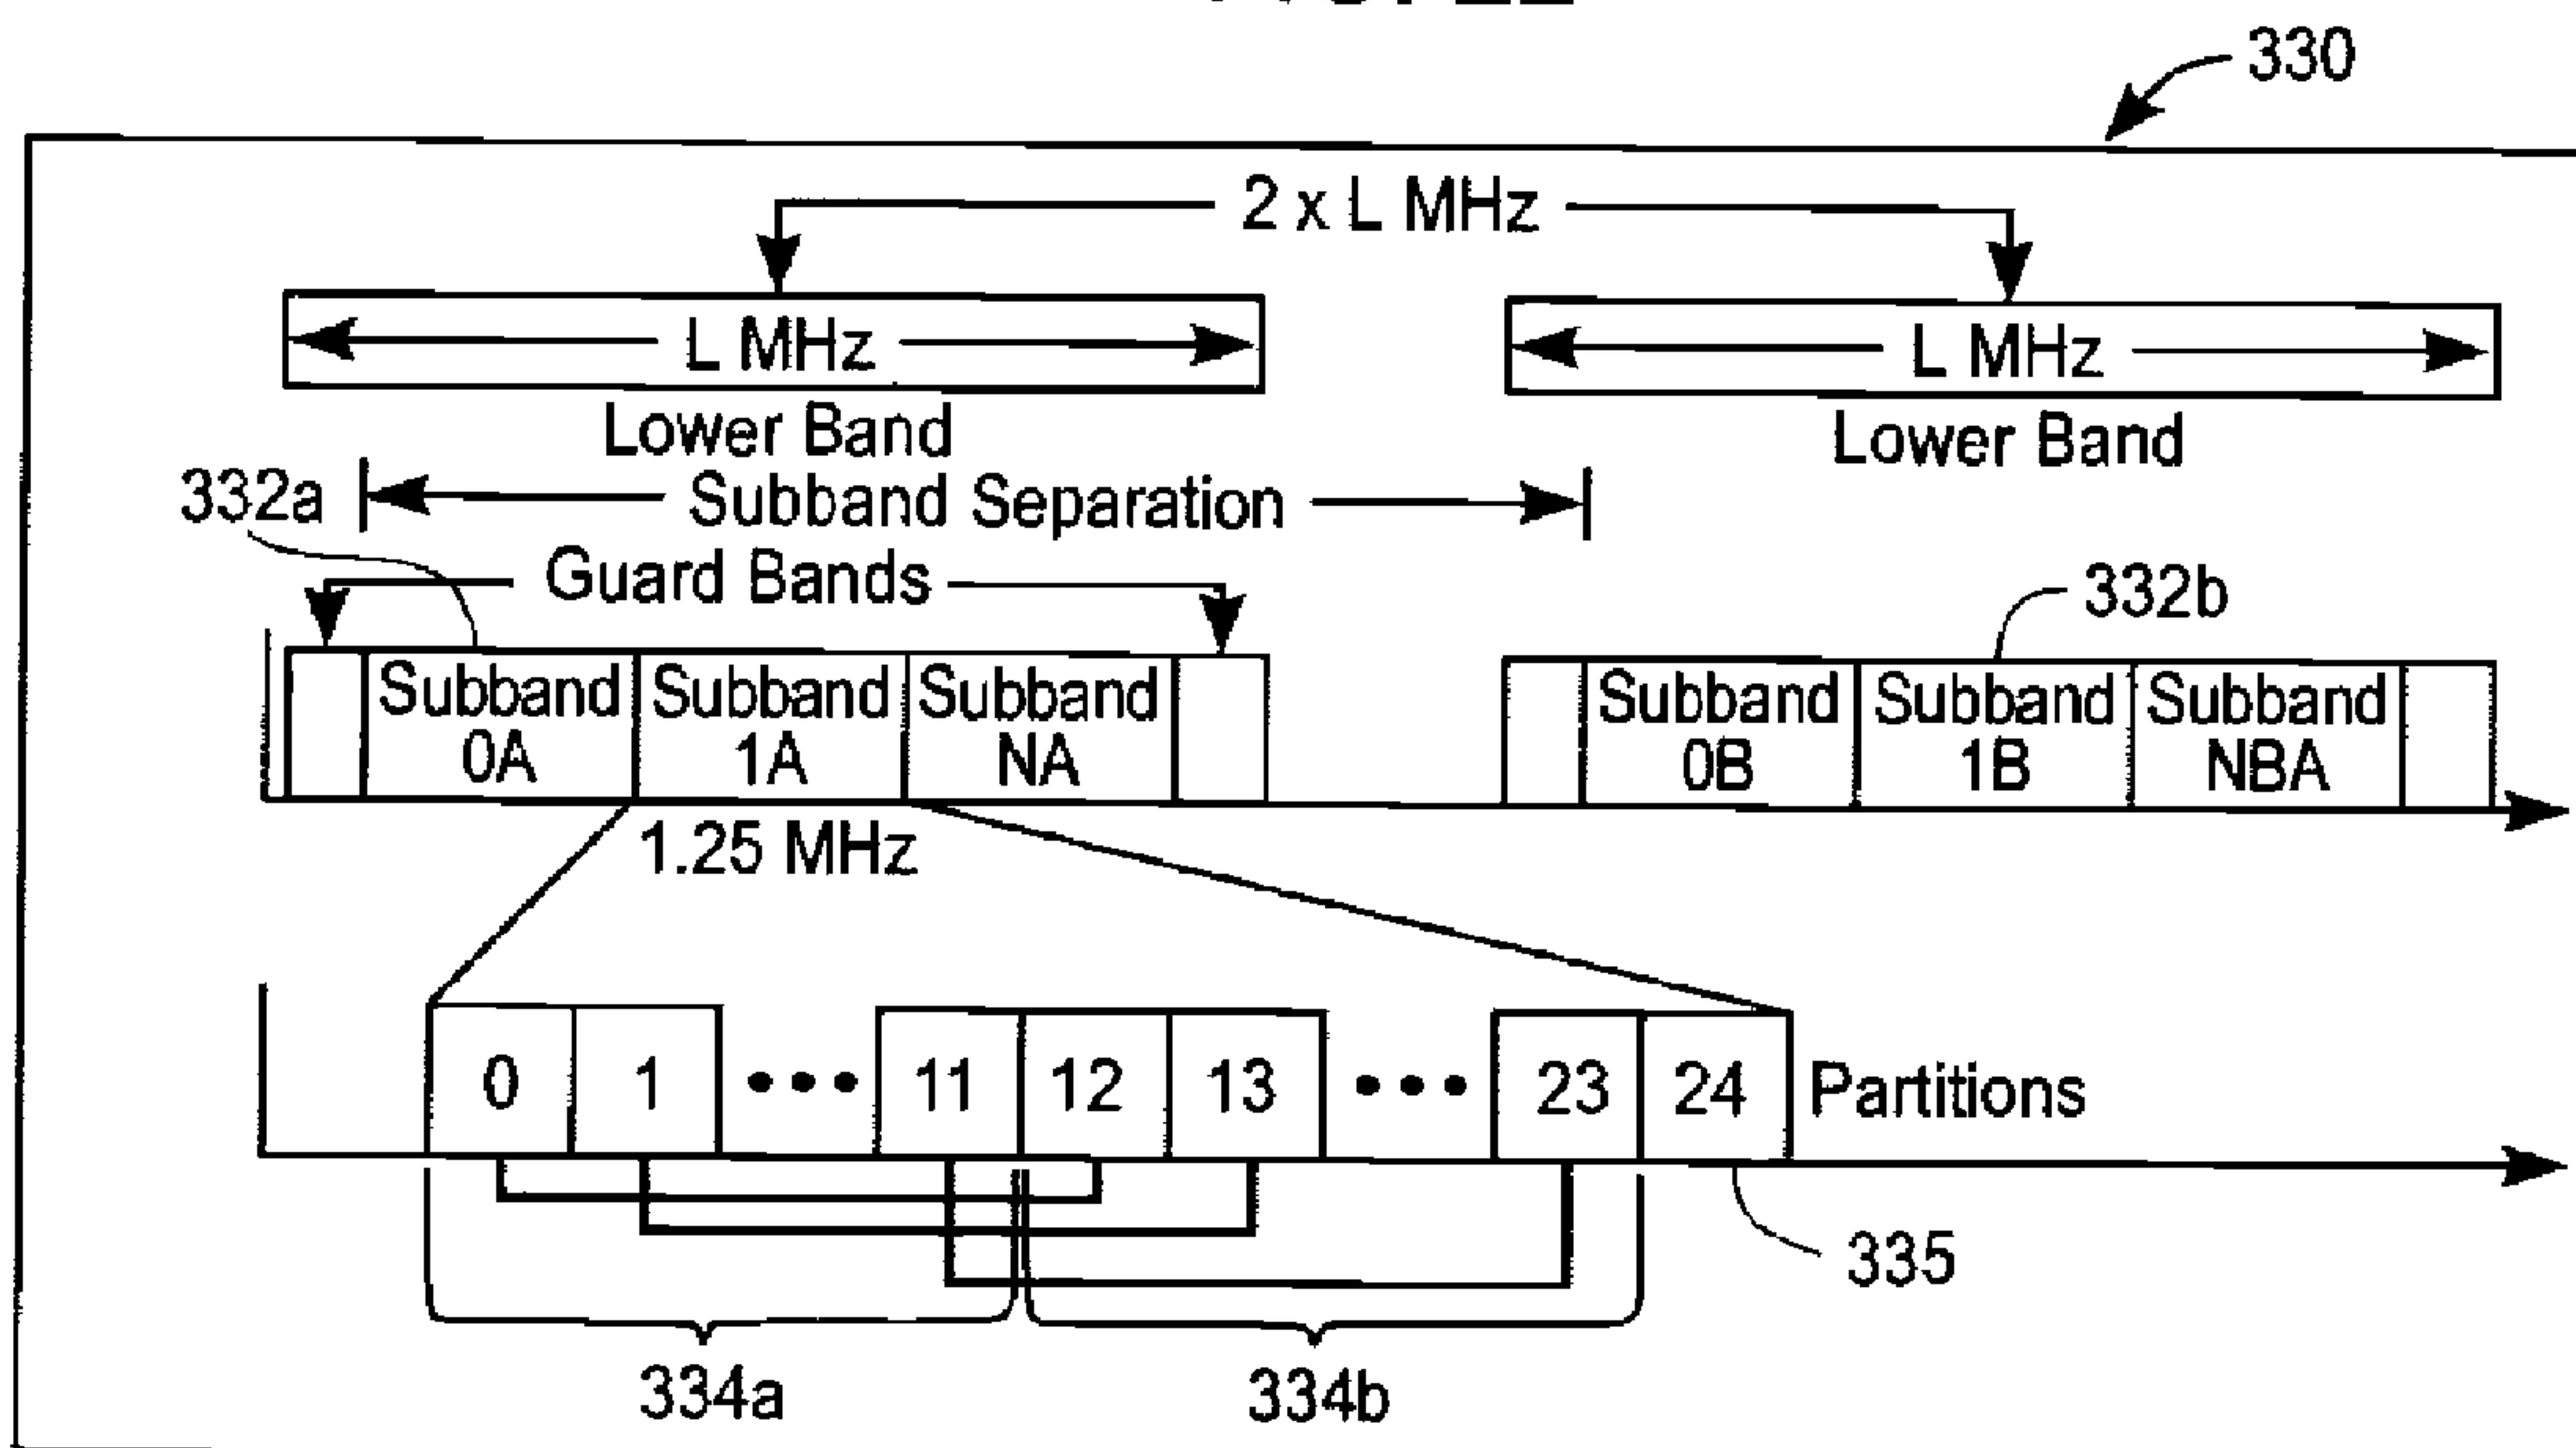 330
2 x L MHz
L MHz
L MHz
Lower Band
Lower Band
332a
Subband Separation
Guard Bands
332b
Subband 0A
Subband 1A
Subband NA
Subband 0B
Subband 1B
Subband NBA
1.25 MHz
0 1 ••• 11 12 13 ••• 23 24 Partitions
335
334a
334b